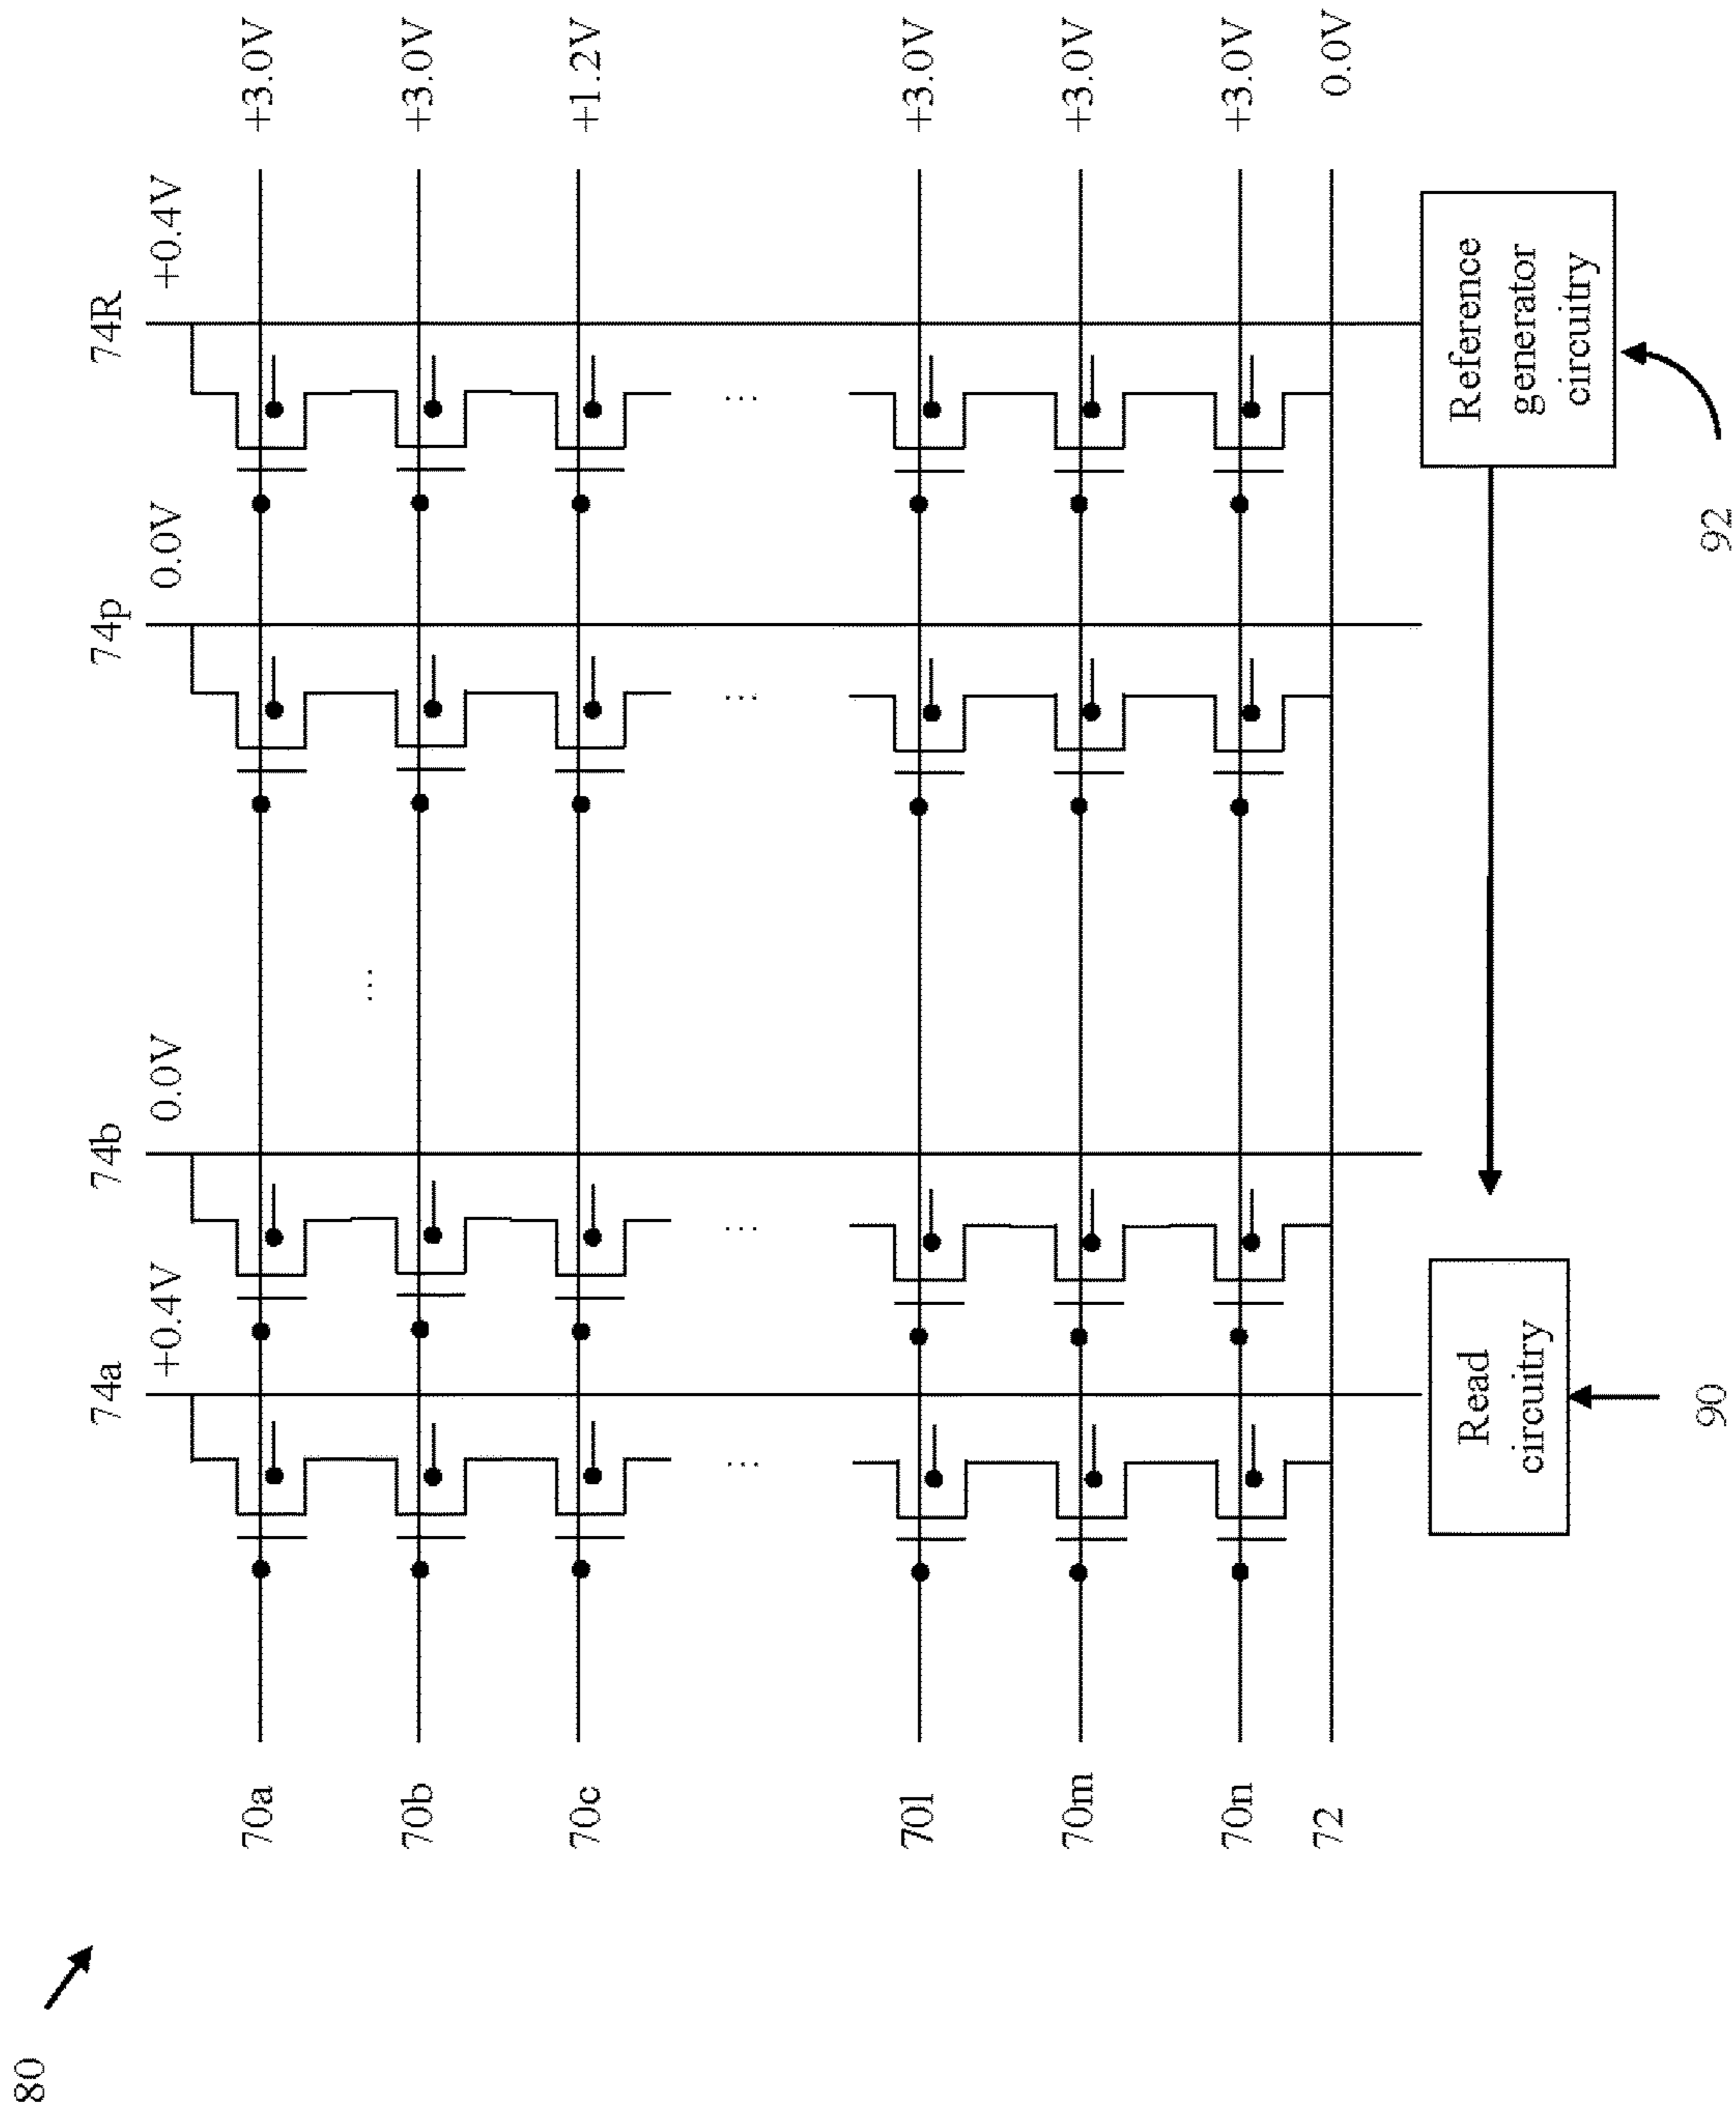 80
74a
74b
74p
74R
+0.4V
0.0V
0.0V
+0.4V
...
70a
+3.0V
70b
+3.0V
70c
+1.2V
...
...
...
...
70l
+3.0V
70m
+3.0V
70n
+3.0V
72
0.0V
Read
circuitry
Reference
generator
circuitry
90
92